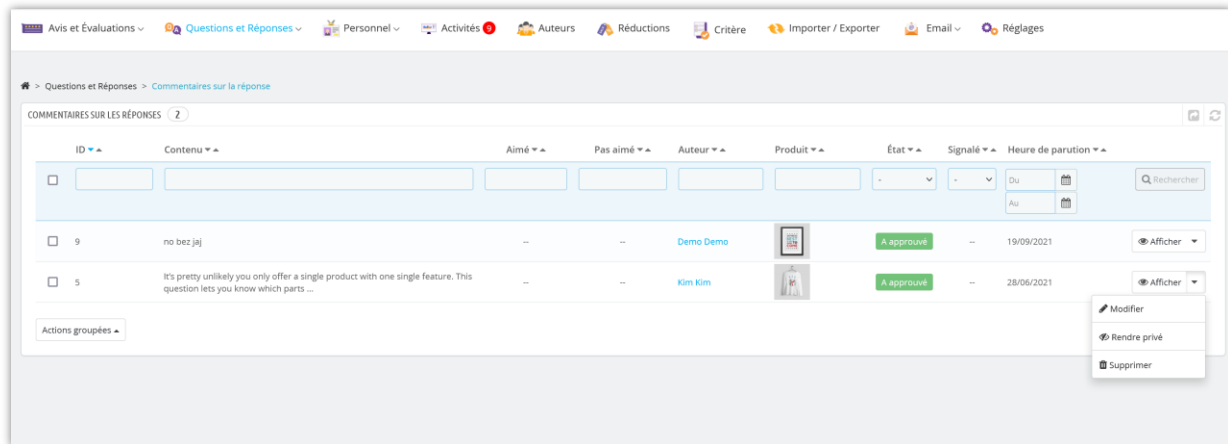 Avis et Évaluations Questions et Réponses Personnel Activités 9 Auteurs Réductions Critère Importer / Exporter Email Réglages
> Questions et Réponses > Commentaires sur la réponse
COMMENTAIRES SUR LES RÉPONSES 2
ID Contenu Aimé Pas aimé Auteur Produit État Signalé Heure de parution
- - Du Rechercher
Au
9 no bez jaj -- -- Demo Demo A approuvé -- 19/09/2021 Afficher
5 It's pretty unlikely you only offer a single product with one single feature. This
question lets you know which parts ... -- -- Kim Kim A approuvé -- 28/06/2021 Afficher
Modifier
Actions groupées
Rendre privé
Supprimer